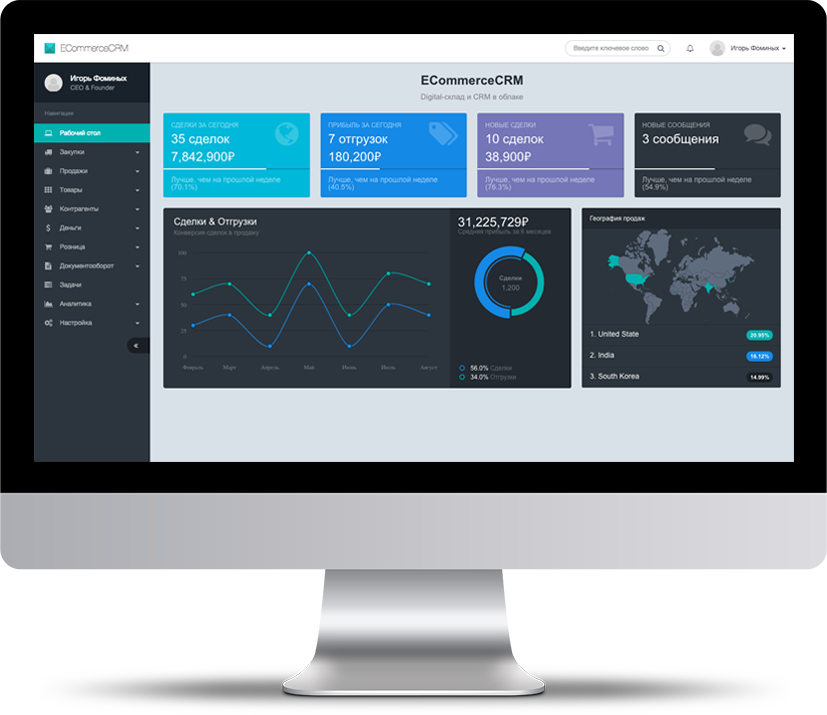 ECommerceCRM
Введите ключевое слово
Игорь Фоминых
Игорь Фоминых
CEO & Founder
Навигация
Рабочий стол
Закупки
Продажи
Товары
Контрагенты
Деньги
Розница
Документооборот
Задачи
Аналитика
Настройка
ECommerceCRM
Digital-склад и CRM в облаке
СДЕЛКИ ЗА СЕГОДНЯ
35 сделок
7,842,900₽
Лучше, чем на прошлой неделе
(70.1%)
ПРИБЫЛЬ ЗА СЕГОДНЯ
7 отгрузок
180,200₽
Лучше, чем на прошлой неделе
(40.5%)
НОВЫЕ СДЕЛКИ
10 сделок
38,900₽
Лучше, чем на прошлой неделе
(76.3%)
НОВЫЕ СООБЩЕНИЯ
3 сообщения
Лучше, чем на прошлой неделе
(54.9%)
Сделки & Отгрузки
Конверсия сделок в продажу
100
75
50
25
0
Февраль Март Апрель Май Июнь Июль Август
31,225,729₽
Средняя прибыль за 9 месяцев
Сделки
1,200
56.0% Сделки
34.0% Отгрузки
География продаж
1. United State 20.95%
2. India 16.12%
3. South Korea 14.99%